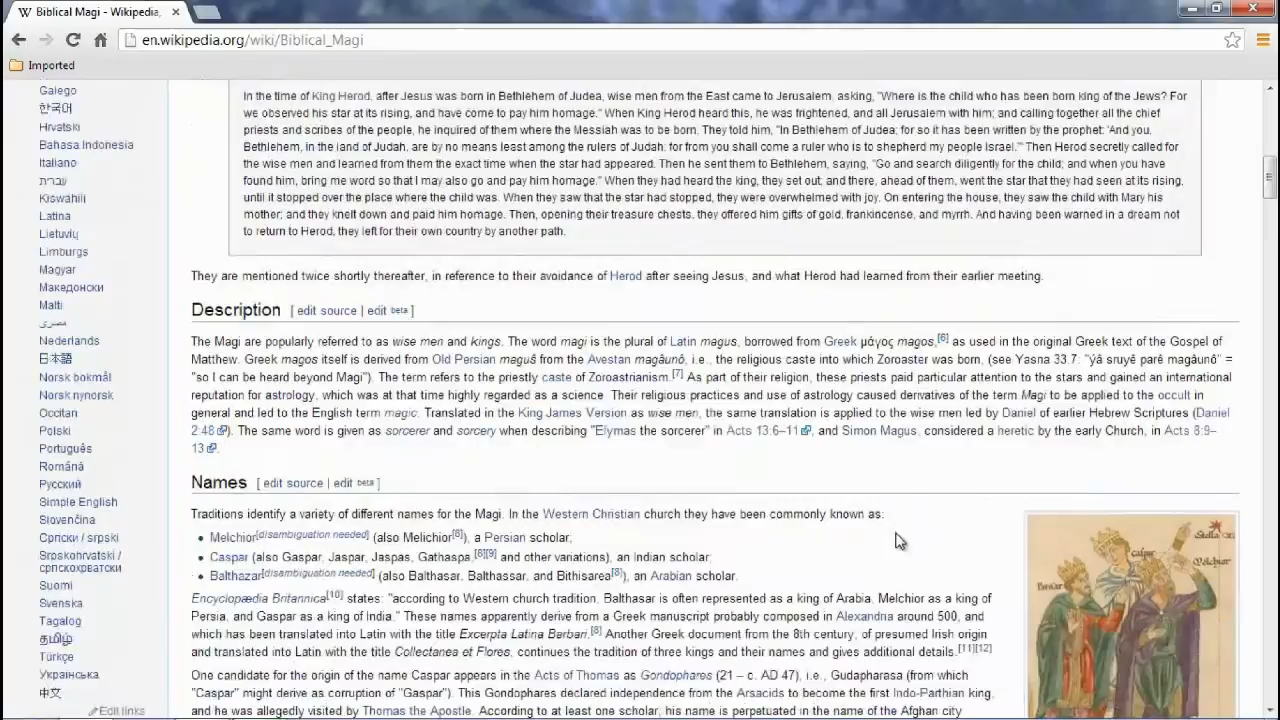 Biblical Magi - Wikipedia,
en.wikipedia.org/wiki/Biblical_Magi
Imported
Galego
한국어
Hrvatski
Bahasa Indonesia
Italiano
עברית
Kiswahili
Latina
Lietuvių
Limburgs
Magyar
Македонски
Malti
مصرى
Nederlands
日本語
Norsk bokmål
Norsk nynorsk
Occitan
Polski
Português
Română
Русский
Simple English
Slovenčina
Српски / srpski
Srpskohrvatski /
српскохрватски
Suomi
Svenska
Tagalog
தமிழ்
Türkçe
Українська
中文
Edit links
In the time of King Herod, after Jesus was born in Bethlehem of Judea, wise men from the East came to Jerusalem, asking, "Where is the child who has been born king of the Jews? For
we observed his star at its rising, and have come to pay him homage." When King Herod heard this, he was frightened, and all Jerusalem with him; and calling together all the chief
priests and scribes of the people, he inquired of them where the Messiah was to be born. They told him, "In Bethlehem of Judea; for so it has been written by the prophet: 'And you,
Bethlehem, in the land of Judah, are by no means least among the rulers of Judah; for from you shall come a ruler who is to shepherd my people Israel.'" Then Herod secretly called for
the wise men and learned from them the exact time when the star had appeared. Then he sent them to Bethlehem, saying, "Go and search diligently for the child; and when you have
found him, bring me word so that I may also go and pay him homage." When they had heard the king, they set out; and there, ahead of them, went the star that they had seen at its rising,
until it stopped over the place where the child was. When they saw that the star had stopped, they were overwhelmed with joy. On entering the house, they saw the child with Mary his
mother; and they knelt down and paid him homage. Then, opening their treasure chests, they offered him gifts of gold, frankincense, and myrrh. And having been warned in a dream not
to return to Herod, they left for their own country by another path.
They are mentioned twice shortly thereafter, in reference to their avoidance of Herod after seeing Jesus, and what Herod had learned from their earlier meeting.
Description [ edit source | edit beta ]
The Magi are popularly referred to as wise men and kings. The word magi is the plural of Latin magus, borrowed from Greek μάγος magos,[6] as used in the original Greek text of the Gospel of
Matthew. Greek magos itself is derived from Old Persian maguŝ from the Avestan magâunô, i.e., the religious caste into which Zoroaster was born, (see Yasna 33.7: "ýâ sruyê parê magâunô" =
"so I can be heard beyond Magi"). The term refers to the priestly caste of Zoroastrianism.[7] As part of their religion, these priests paid particular attention to the stars and gained an international
reputation for astrology, which was at that time highly regarded as a science. Their religious practices and use of astrology caused derivatives of the term Magi to be applied to the occult in
general and led to the English term magic. Translated in the King James Version as wise men, the same translation is applied to the wise men led by Daniel of earlier Hebrew Scriptures (Daniel
2:48). The same word is given as sorcerer and sorcery when describing "Elymas the sorcerer" in Acts 13:6–11, and Simon Magus, considered a heretic by the early Church, in Acts 8:9–
13.
Names [ edit source | edit beta ]
Traditions identify a variety of different names for the Magi. In the Western Christian church they have been commonly known as:
• Melchior[disambiguation needed] (also Melichior[8]), a Persian scholar;
• Caspar (also Gaspar, Jaspar, Jaspas, Gathaspa,[8][9] and other variations), an Indian scholar;
• Balthazar[disambiguation needed] (also Balthasar, Balthassar, and Bithisarea[8]), an Arabian scholar.
Encyclopædia Britannica[10] states: "according to Western church tradition, Balthasar is often represented as a king of Arabia, Melchior as a king of
Persia, and Gaspar as a king of India." These names apparently derive from a Greek manuscript probably composed in Alexandria around 500, and
which has been translated into Latin with the title Excerpta Latina Barbari.[8] Another Greek document from the 8th century, of presumed Irish origin
and translated into Latin with the title Collectanea et Flores, continues the tradition of three kings and their names and gives additional details.[11][12]
One candidate for the origin of the name Caspar appears in the Acts of Thomas as Gondophares (21 – c. AD 47), i.e., Gudapharasa (from which
"Caspar" might derive as corruption of "Gaspar"). This Gondophares declared independence from the Arsacids to become the first Indo-Parthian king,
and he was allegedly visited by Thomas the Apostle. According to at least one scholar, his name is perpetuated in the name of the Afghan city
Stella
caspar
Melchior